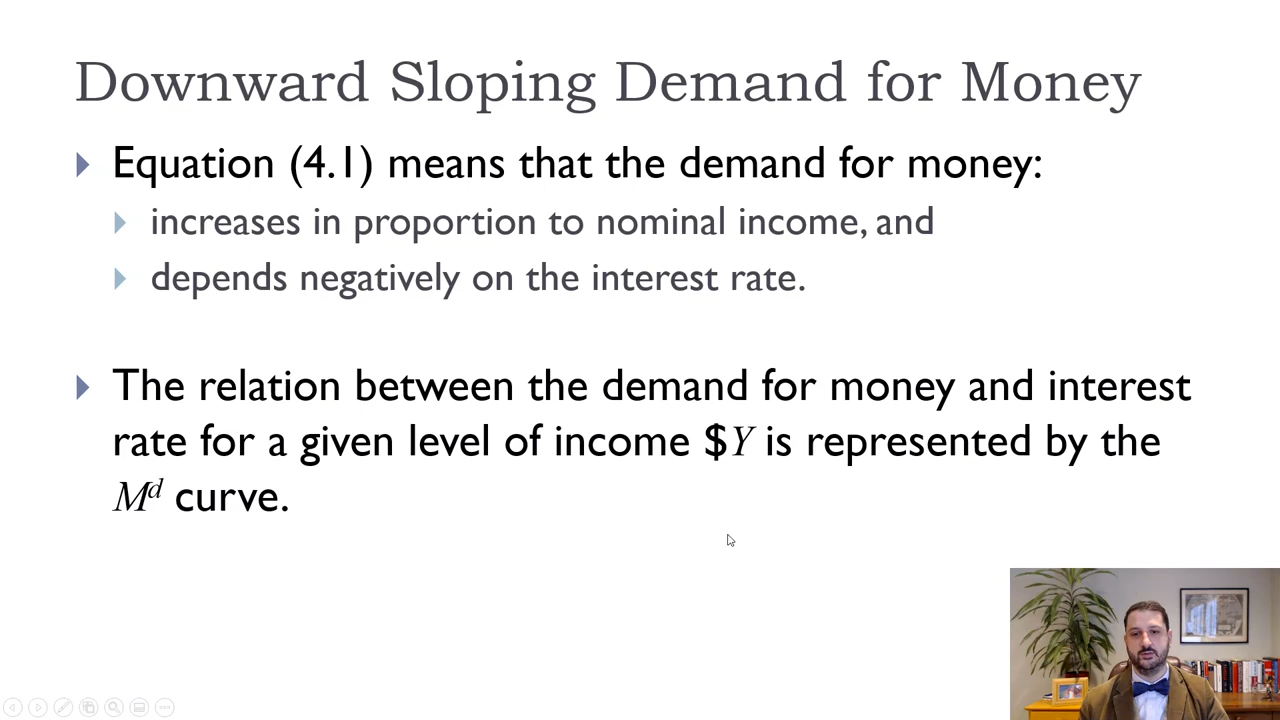 Downward Sloping Demand for Money
Equation (4.1) means that the demand for money:
increases in proportion to nominal income, and
depends negatively on the interest rate.
The relation between the demand for money and interest
rate for a given level of income $Y is represented by the
Mᵈ curve.